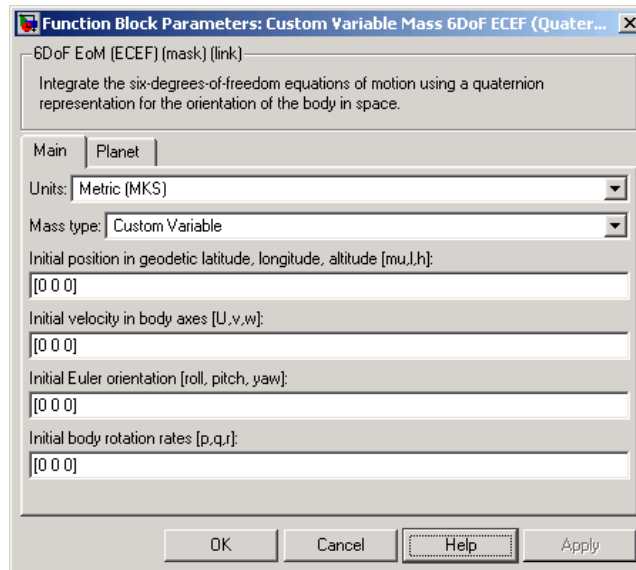 Function Block Parameters: Custom Variable Mass 6DoF ECEF (Quater...
6DoF EoM (ECEF) (mask) (link)
Integrate the six-degrees-of-freedom equations of motion using a quaternion
representation for the orientation of the body in space.
Main Planet
Units: Metric (MKS)
Mass type: Custom Variable
Initial position in geodetic latitude, longitude, altitude [mu,l,h]:
[0 0 0]
Initial velocity in body axes [U,v,w]:
[0 0 0]
Initial Euler orientation [roll, pitch, yaw]:
[0 0 0]
Initial body rotation rates [p,q,r]:
[0 0 0]
OK Cancel Help Apply